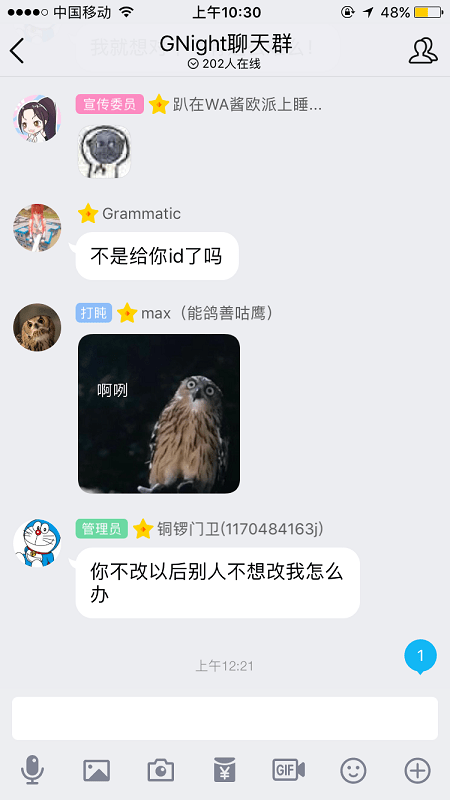 中国移动 上午10:30 48%
我就想
GNight聊天群
202人在线
宣传委员 趴在WA酱欧派上睡...
Grammatic
不是给你id了吗
打盹 max（能鸽善咕鹰）
啊咧
管理员 铜锣门卫(1170484163j)
你不改以后别人不想改我怎么
办
1
上午12:21
¥
GIF